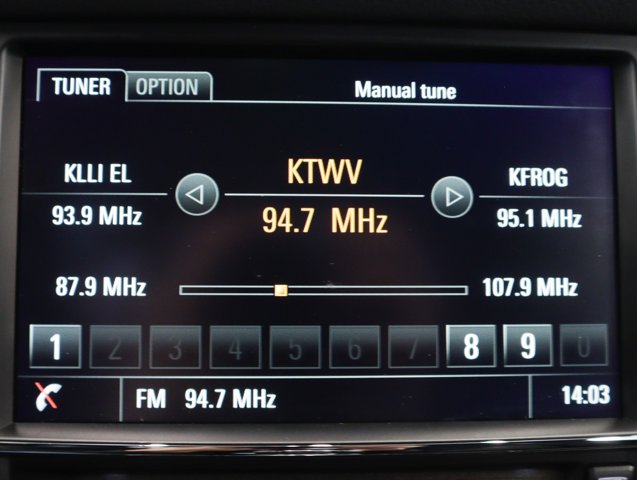 TUNER OPTION Manual tune
KLLI EL KTWV KFROG
93.9 MHz 94.7 MHz 95.1 MHz
87.9 MHz 107.9 MHz
1 2 3 4 5 6 7 8 9 0
FM 94.7 MHz 14:03